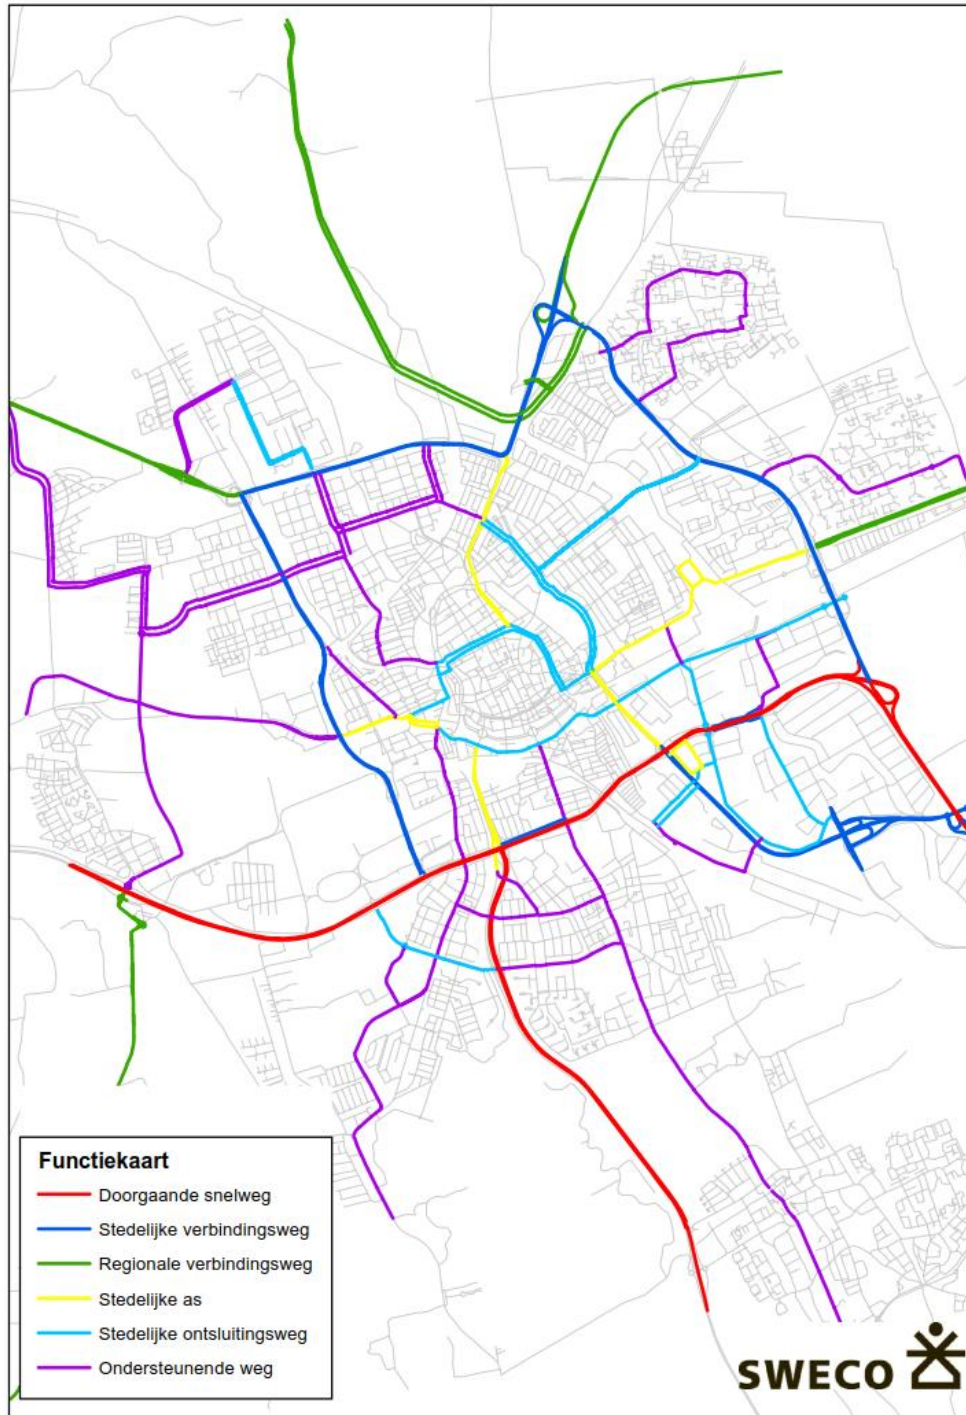 Functiekaart
Doorgaande snelweg
Stedelijke verbindingsweg
Regionale verbindingsweg
Stedelijke as
Stedelijke ontsluitingsweg
Ondersteunende weg
SWECO